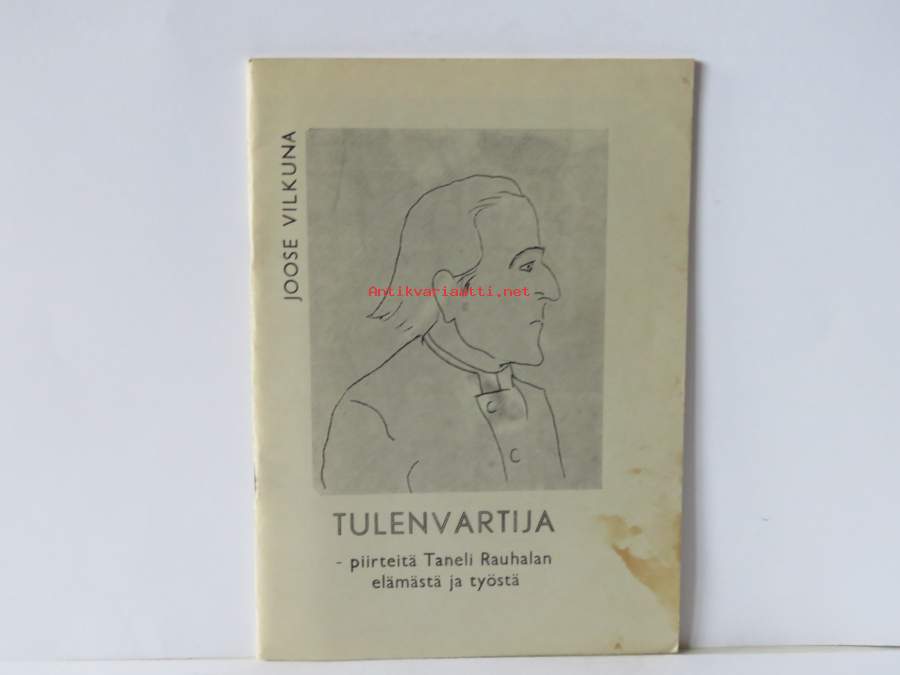 JOOSE VILKUNA
Antikvariaatti.net
TULENVARTIJA
- piirteitä Taneli Rauhalan
elämästä ja työstä